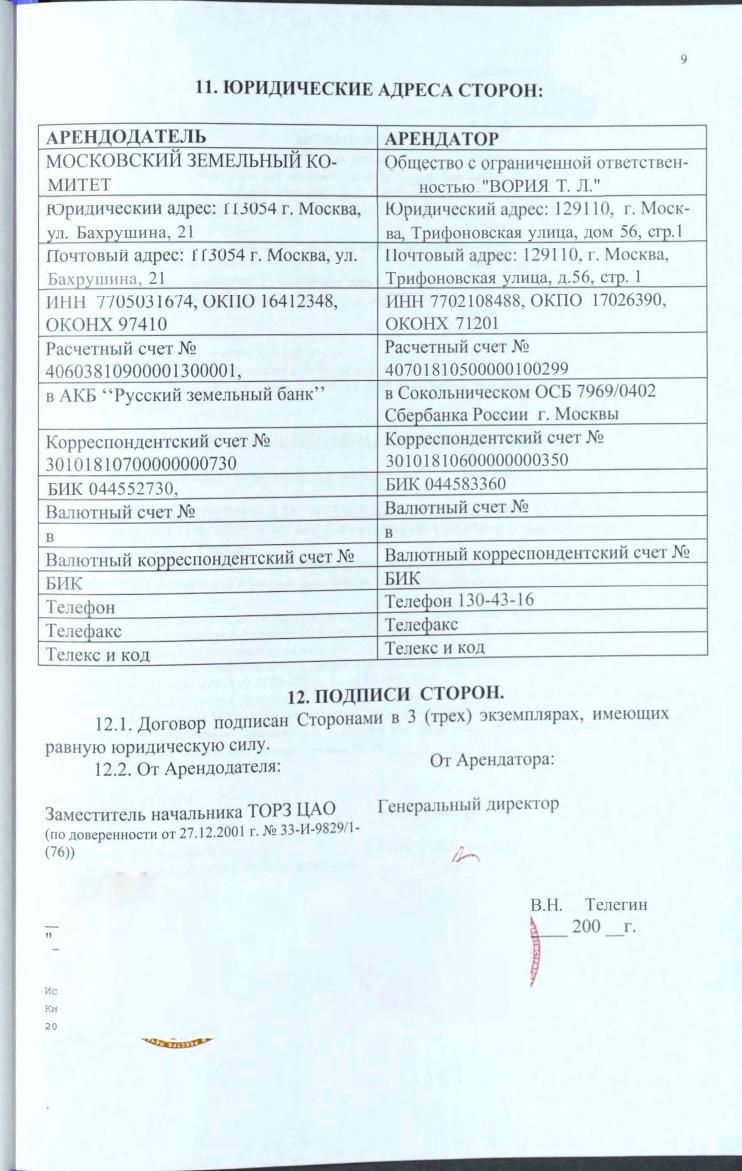 9
11. ЮРИДИЧЕСКИЕ АДРЕСА СТОРОН:
АРЕНДОДАТЕЛЬ
АРЕНДАТОР
МОСКОВСКИЙ ЗЕМЕЛЬНЫЙ КО-
МИТЕТ
Общество с ограниченной ответствен-
ностью "ВОРИЯ Т. Л."
Юридический адрес: 113054 г. Москва,
ул. Бахрушина, 21
Юридический адрес: 129110, г. Моск-
ва, Трифоновская улица, дом 56, стр.1
Почтовый адрес: 113054 г. Москва, ул.
Бахрушина, 21
Почтовый адрес: 129110, г. Москва,
Трифоновская улица, д.56, стр. 1
ИНН 7705031674, ОКПО 16412348,
ОКОНХ 97410
ИНН 7702108488, ОКПО 17026390,
ОКОНХ 71201
Расчетный счет №
40603810900001300001,
Расчетный счет №
40701810500000100299
в АКБ ‘‘Русский земельный банк’’
в Сокольническом ОСБ 7969/0402
Сбербанка России г. Москвы
Корреспондентский счет №
30101810700000000730
Корреспондентский счет №
30101810600000000350
БИК 044552730,
БИК 044583360
Валютный счет №
Валютный счет №
в
в
Валютный корреспондентский счет №
Валютный корреспондентский счет №
БИК
БИК
Телефон
Телефон 130-43-16
Телефакс
Телефакс
Телекс и код
Телекс и код
12. ПОДПИСИ СТОРОН.
12.1. Договор подписан Сторонами в 3 (трех) экземплярах, имеющих
равную юридическую силу.
12.2. От Арендодателя:
От Арендатора:
Заместитель начальника ТОРЗ ЦАО
(по доверенности от 27.12.2001 г. № 33-И-9829/1-
(76))
Генеральный директор
В.Н. Телегин
____ 200 __г.
"
Ис
Ки
20